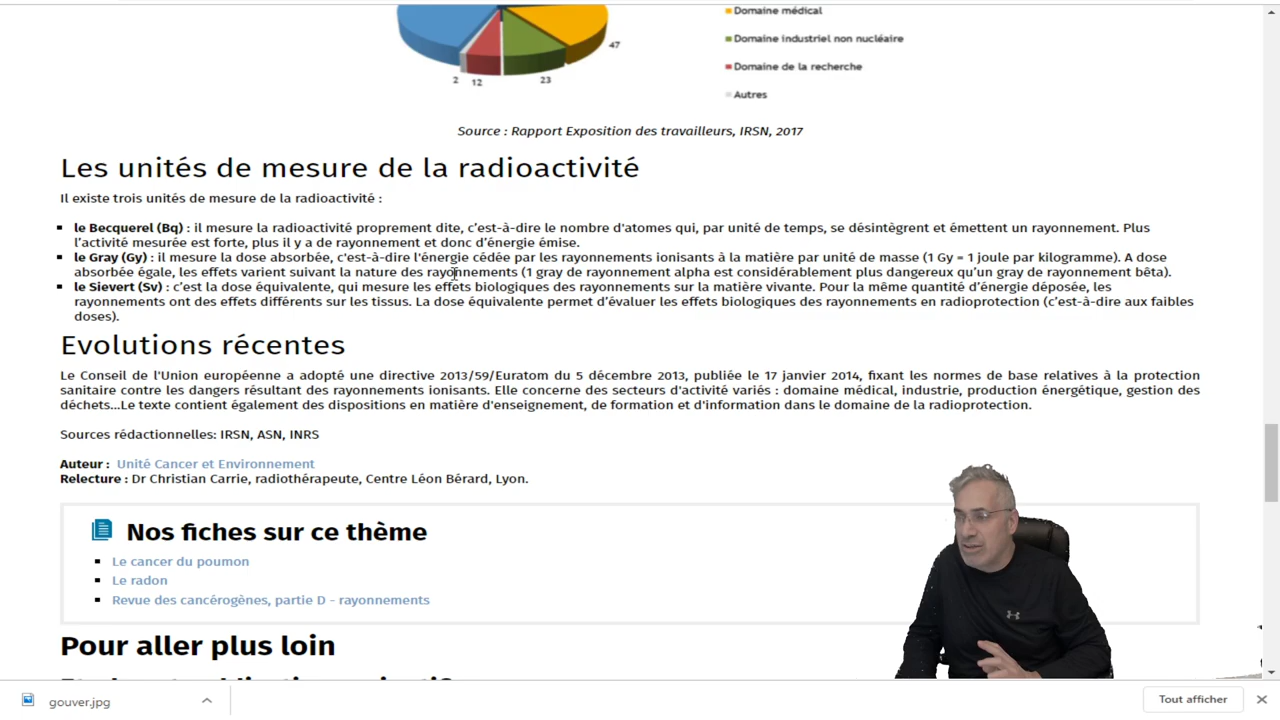 Domaine médical
47
Domaine industriel non nucléaire
Domaine de la recherche
2 12 23
Autres
Source : Rapport Exposition des travailleurs, IRSN, 2017
Les unités de mesure de la radioactivité
Il existe trois unités de mesure de la radioactivité :
le Becquerel (Bq) : il mesure la radioactivité proprement dite, c’est-à-dire le nombre d'atomes qui, par unité de temps, se désintègrent et émettent un rayonnement. Plus
l’activité mesurée est forte, plus il y a de rayonnement et donc d’énergie émise.
le Gray (Gy) : il mesure la dose absorbée, c'est-à-dire l'énergie cédée par les rayonnements ionisants à la matière par unité de masse (1 Gy = 1 joule par kilogramme). A dose
absorbée égale, les effets varient suivant la nature des rayonnements (1 gray de rayonnement alpha est considérablement plus dangereux qu’un gray de rayonnement bêta).
le Sievert (Sv) : c’est la dose équivalente, qui mesure les effets biologiques des rayonnements sur la matière vivante. Pour la même quantité d’énergie déposée, les
rayonnements ont des effets différents sur les tissus. La dose équivalente permet d’évaluer les effets biologiques des rayonnements en radioprotection (c’est-à-dire aux faibles
doses).
Evolutions récentes
Le Conseil de l'Union européenne a adopté une directive 2013/59/Euratom du 5 décembre 2013, publiée le 17 janvier 2014, fixant les normes de base relatives à la protection
sanitaire contre les dangers résultant des rayonnements ionisants. Elle concerne des secteurs d'activité variés : domaine médical, industrie, production énergétique, gestion des
déchets...Le texte contient également des dispositions en matière d'enseignement, de formation et d'information dans le domaine de la radioprotection.
Sources rédactionnelles: IRSN, ASN, INRS
Auteur : Unité Cancer et Environnement
Relecture : Dr Christian Carrie, radiothérapeute, Centre Léon Bérard, Lyon.
Nos fiches sur ce thème
Le cancer du poumon
Le radon
Revue des cancérogènes, partie D - rayonnements
Pour aller plus loin
gouver.jpg
Tout afficher